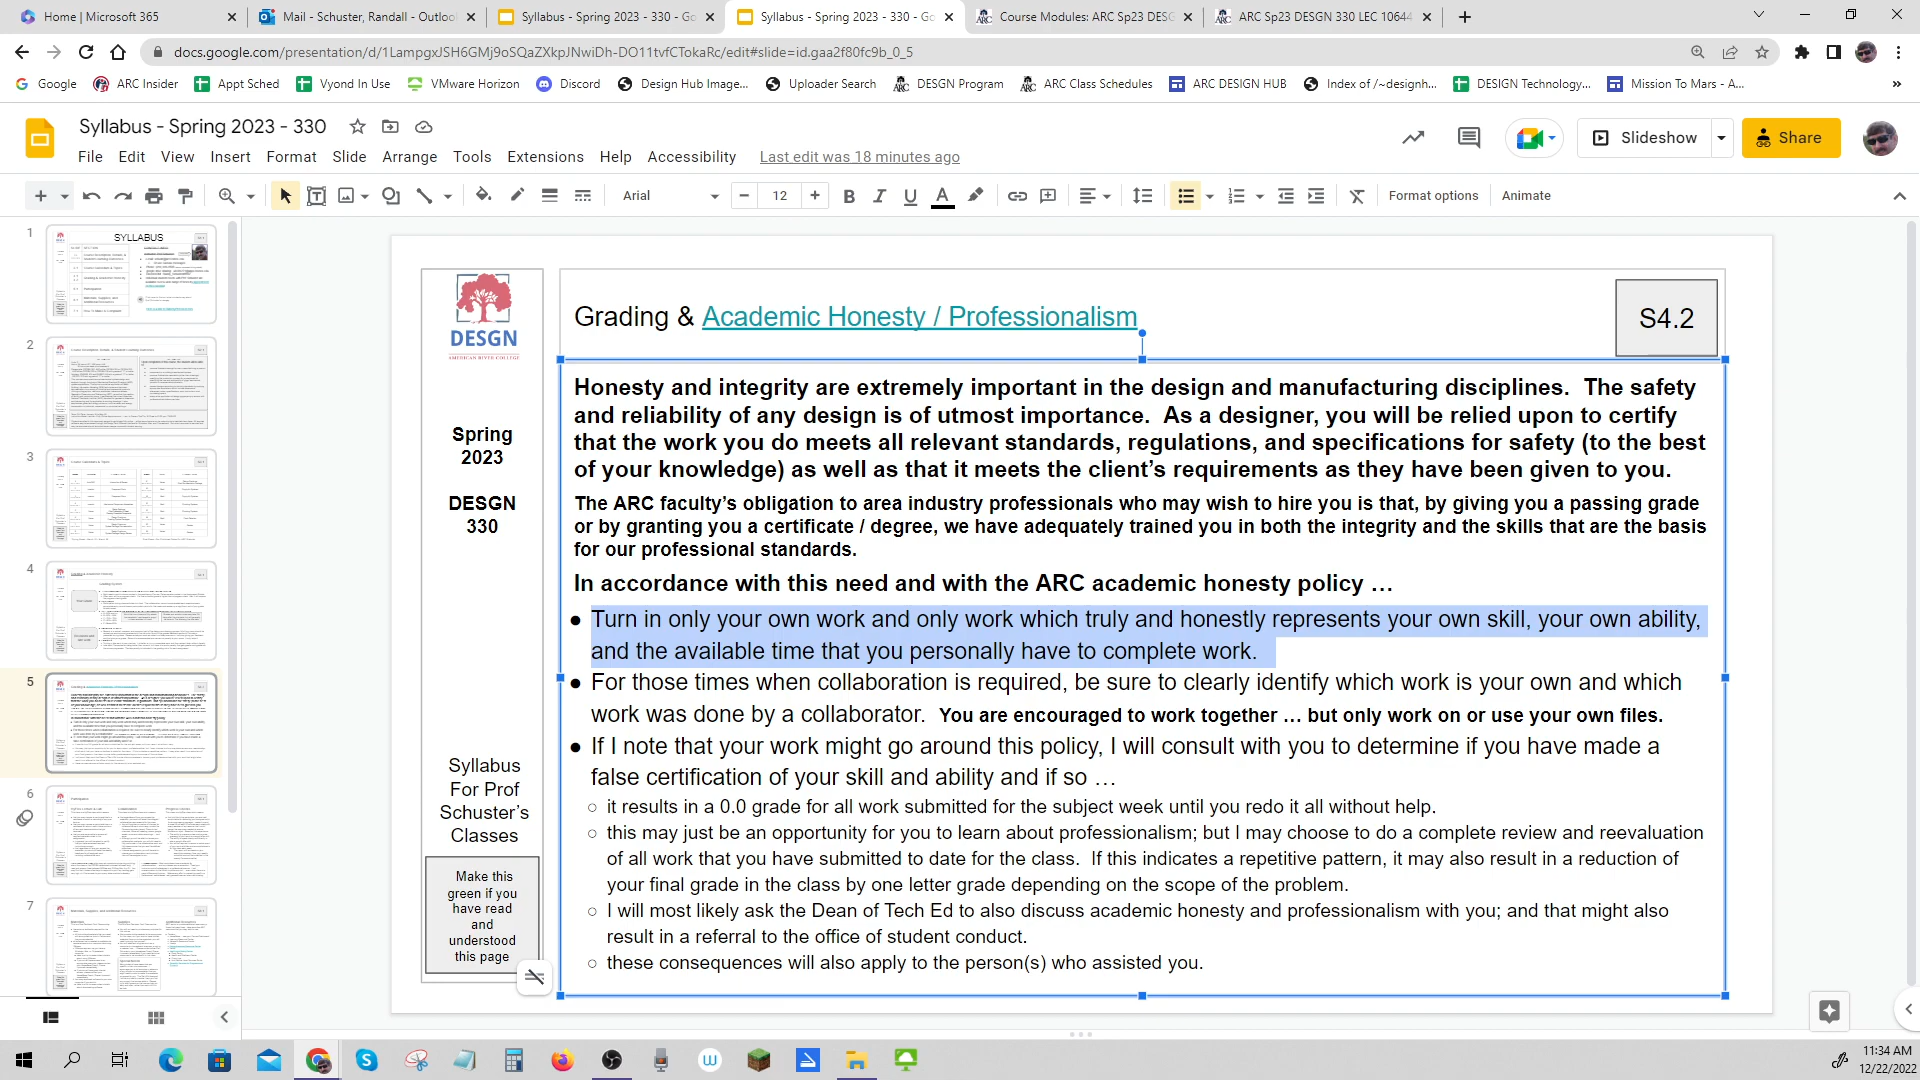 Home | Microsoft 365
Mail - Schuster, Randall - Outlool
Syllabus - Spring 2023 - 330 - Go
Syllabus - Spring 2023 - 330 - Go
Course Modules: ARC Sp23 DESG
ARC Sp23 DESGN 330 LEC 10644
docs.google.com/presentation/d/1LampgxJSH6GMj9oSQaZXkpJNwiDh-DO11tvfCTokaRc/edit#slide=id.gaa2f80fc9b_0_5
Google
ARC Insider
Appt Sched
Vyond In Use
VMware Horizon
Discord
Design Hub Image...
Uploader Search
DESGN Program
ARC Class Schedules
ARC DESIGN HUB
Index of /~designh...
DESIGN Technology...
Mission To Mars - A...
Syllabus - Spring 2023 - 330
File Edit View Insert Format Slide Arrange Tools Extensions Help Accessibility Last edit was 18 minutes ago
Slideshow
Share
Arial
12
Format options
Animate
1
SYLLABUS
2
3
4
5
6
7
DESGN
AMERICAN RIVER COLLEGE
Spring
2023
DESGN
330
Syllabus
For Prof
Schuster’s
Classes
Make this
green if you
have read
and
understood
this page
Grading & Academic Honesty / Professionalism
S4.2
Honesty and integrity are extremely important in the design and manufacturing disciplines. The safety
and reliability of any design is of utmost importance. As a designer, you will be relied upon to certify
that the work you do meets all relevant standards, regulations, and specifications for safety (to the best
of your knowledge) as well as that it meets the client’s requirements as they have been given to you.
The ARC faculty’s obligation to area industry professionals who may wish to hire you is that, by giving you a passing grade
or by granting you a certificate / degree, we have adequately trained you in both the integrity and the skills that are the basis
for our professional standards.
In accordance with this need and with the ARC academic honesty policy …
● Turn in only your own work and only work which truly and honestly represents your own skill, your own ability,
and the available time that you personally have to complete work.
● For those times when collaboration is required, be sure to clearly identify which work is your own and which
work was done by a collaborator. You are encouraged to work together … but only work on or use your own files.
● If I note that your work might go around this policy, I will consult with you to determine if you have made a
false certification of your skill and ability and if so …
○ it results in a 0.0 grade for all work submitted for the subject week until you redo it all without help.
○ this may just be an opportunity for you to learn about professionalism; but I may choose to do a complete review and reevaluation
of all work that you have submitted to date for the class. If this indicates a repetitive pattern, it may also result in a reduction of
your final grade in the class by one letter grade depending on the scope of the problem.
○ I will most likely ask the Dean of Tech Ed to also discuss academic honesty and professionalism with you; and that might also
result in a referral to the office of student conduct.
○ these consequences will also apply to the person(s) who assisted you.
11:34 AM
12/22/2022